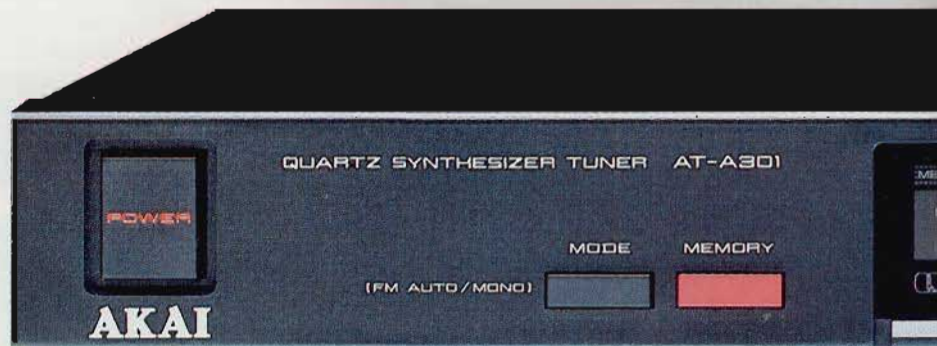 QUARTZ SYNTHESIZER TUNER AT-A301
POWER
MODE MEMORY
(FM AUTO/MONO)
AKAI